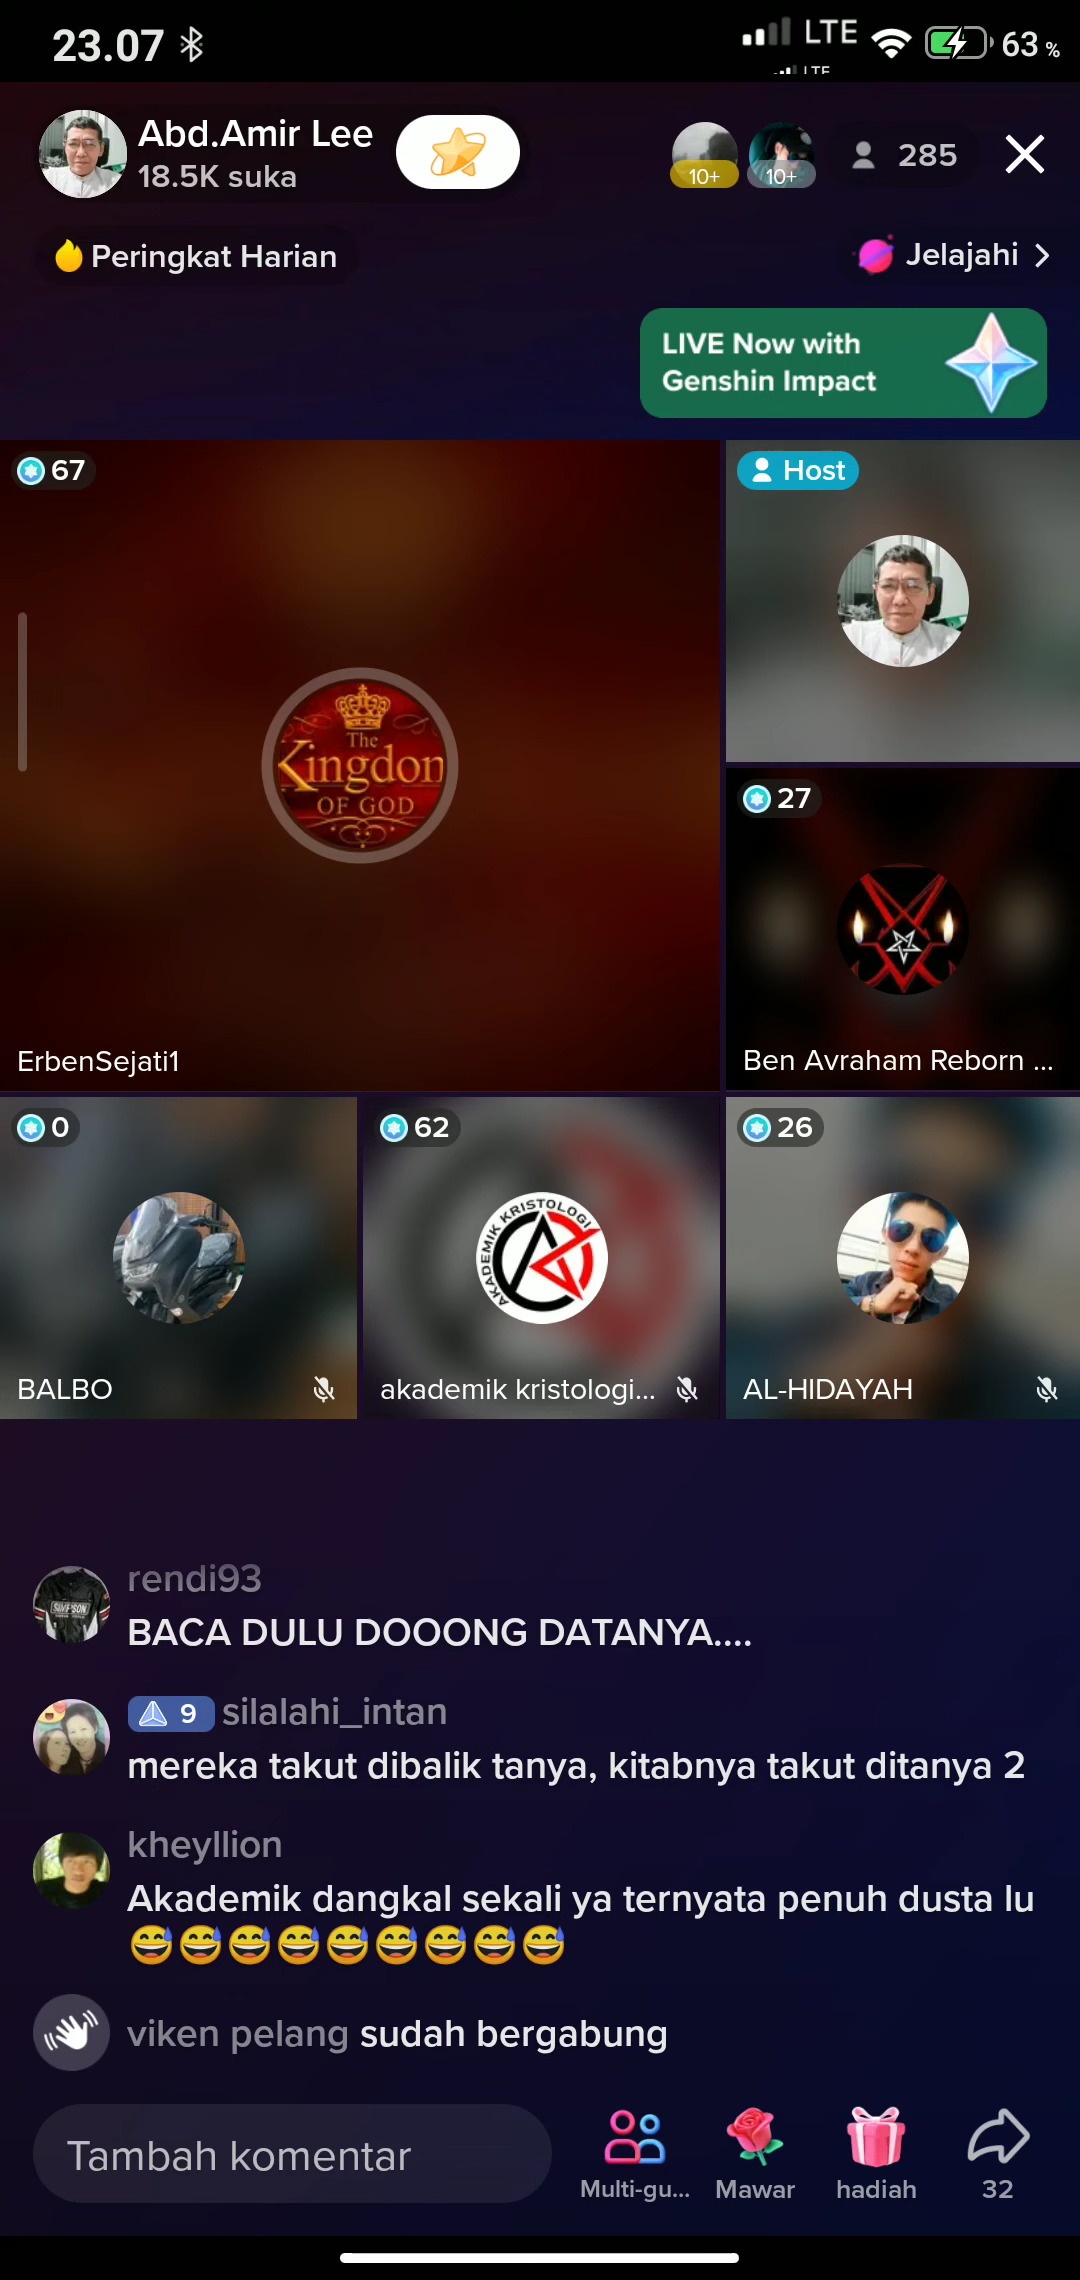 23.07
LTE
LTE
63 %
Abd.Amir Lee
18.5K suka
10+
10+
285
Peringkat Harian
Jelajahi
LIVE Now with
Genshin Impact
67
Host
The
Kingdom
OF GOD
27
ErbenSejati1
Ben Avraham Reborn ...
0
62
26
AKADEMIK KRISTOLOGI
BALBO
akademik kristologi...
AL-HIDAYAH
rendi93
SIMPSON
BACA DULU DOOONG DATANYA....
9 silalahi_intan
mereka takut dibalik tanya, kitabnya takut ditanya 2
kheyllion
Akademik dangkal sekali ya ternyata penuh dusta lu
😅😅😅😅😅😅😅😅😅
viken pelang sudah bergabung
Tambah komentar
Multi-gu...
Mawar
hadiah
32